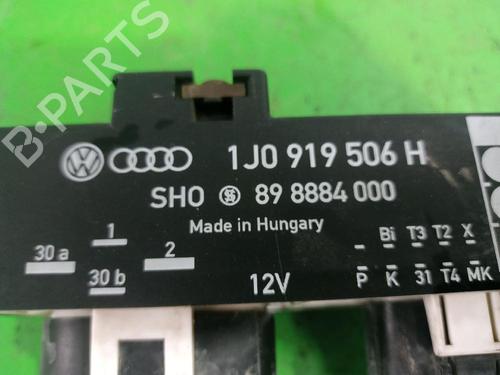 1J0 919 506 H
SHO 89 8884 000
Made in Hungary
30 a 1 2
30 b
12V
- Bi T3 T2 X
P K 31 T4 MK
B-PARTS